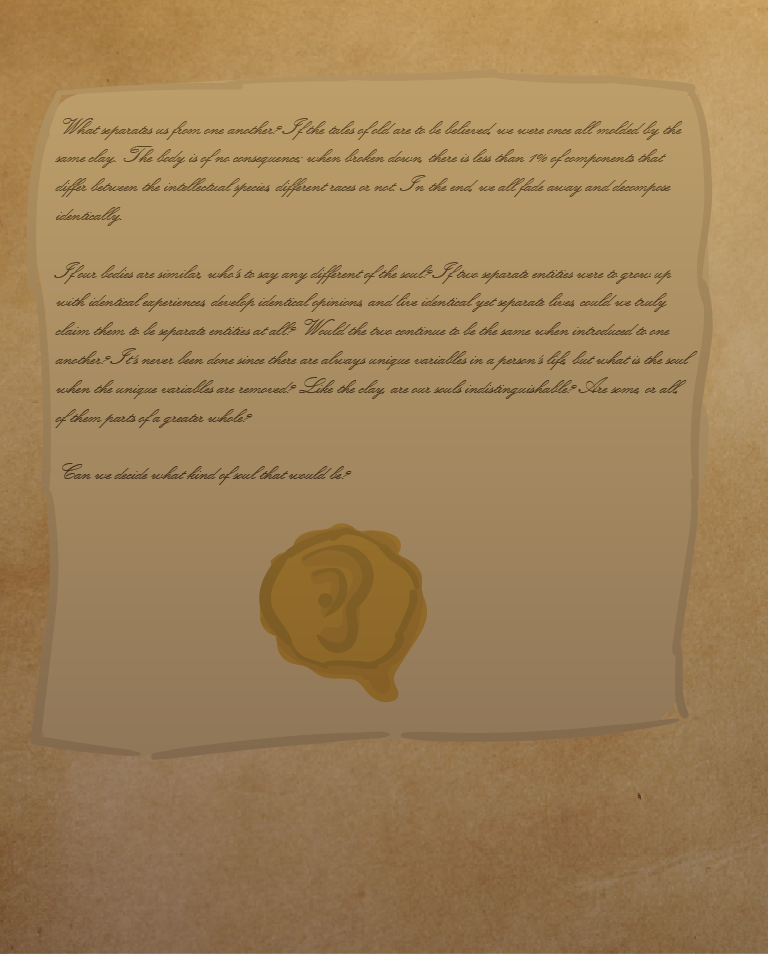 What separates us from one another? If the tales of old are to be believed, we were once all molded by the
same clay. The body is of no consequence; when broken down, there is less than 1% of components that
differ between the intellectual species, different races or not. In the end, we all fade away and decompose
identically.
If our bodies are similar, who's to say any different of the soul? If two separate entities were to grow up
with identical experiences, develop identical opinions, and live identical yet separate lives, could we truly
claim them to be separate entities at all? Would the two continue to be the same when introduced to one
another? It's never been done since there are always unique variables in a person's life, but what is the soul
when the unique variables are removed? Like the clay, are our souls indistinguishable? Are some, or all,
of them parts of a greater whole?
Can we decide what kind of soul that would be?